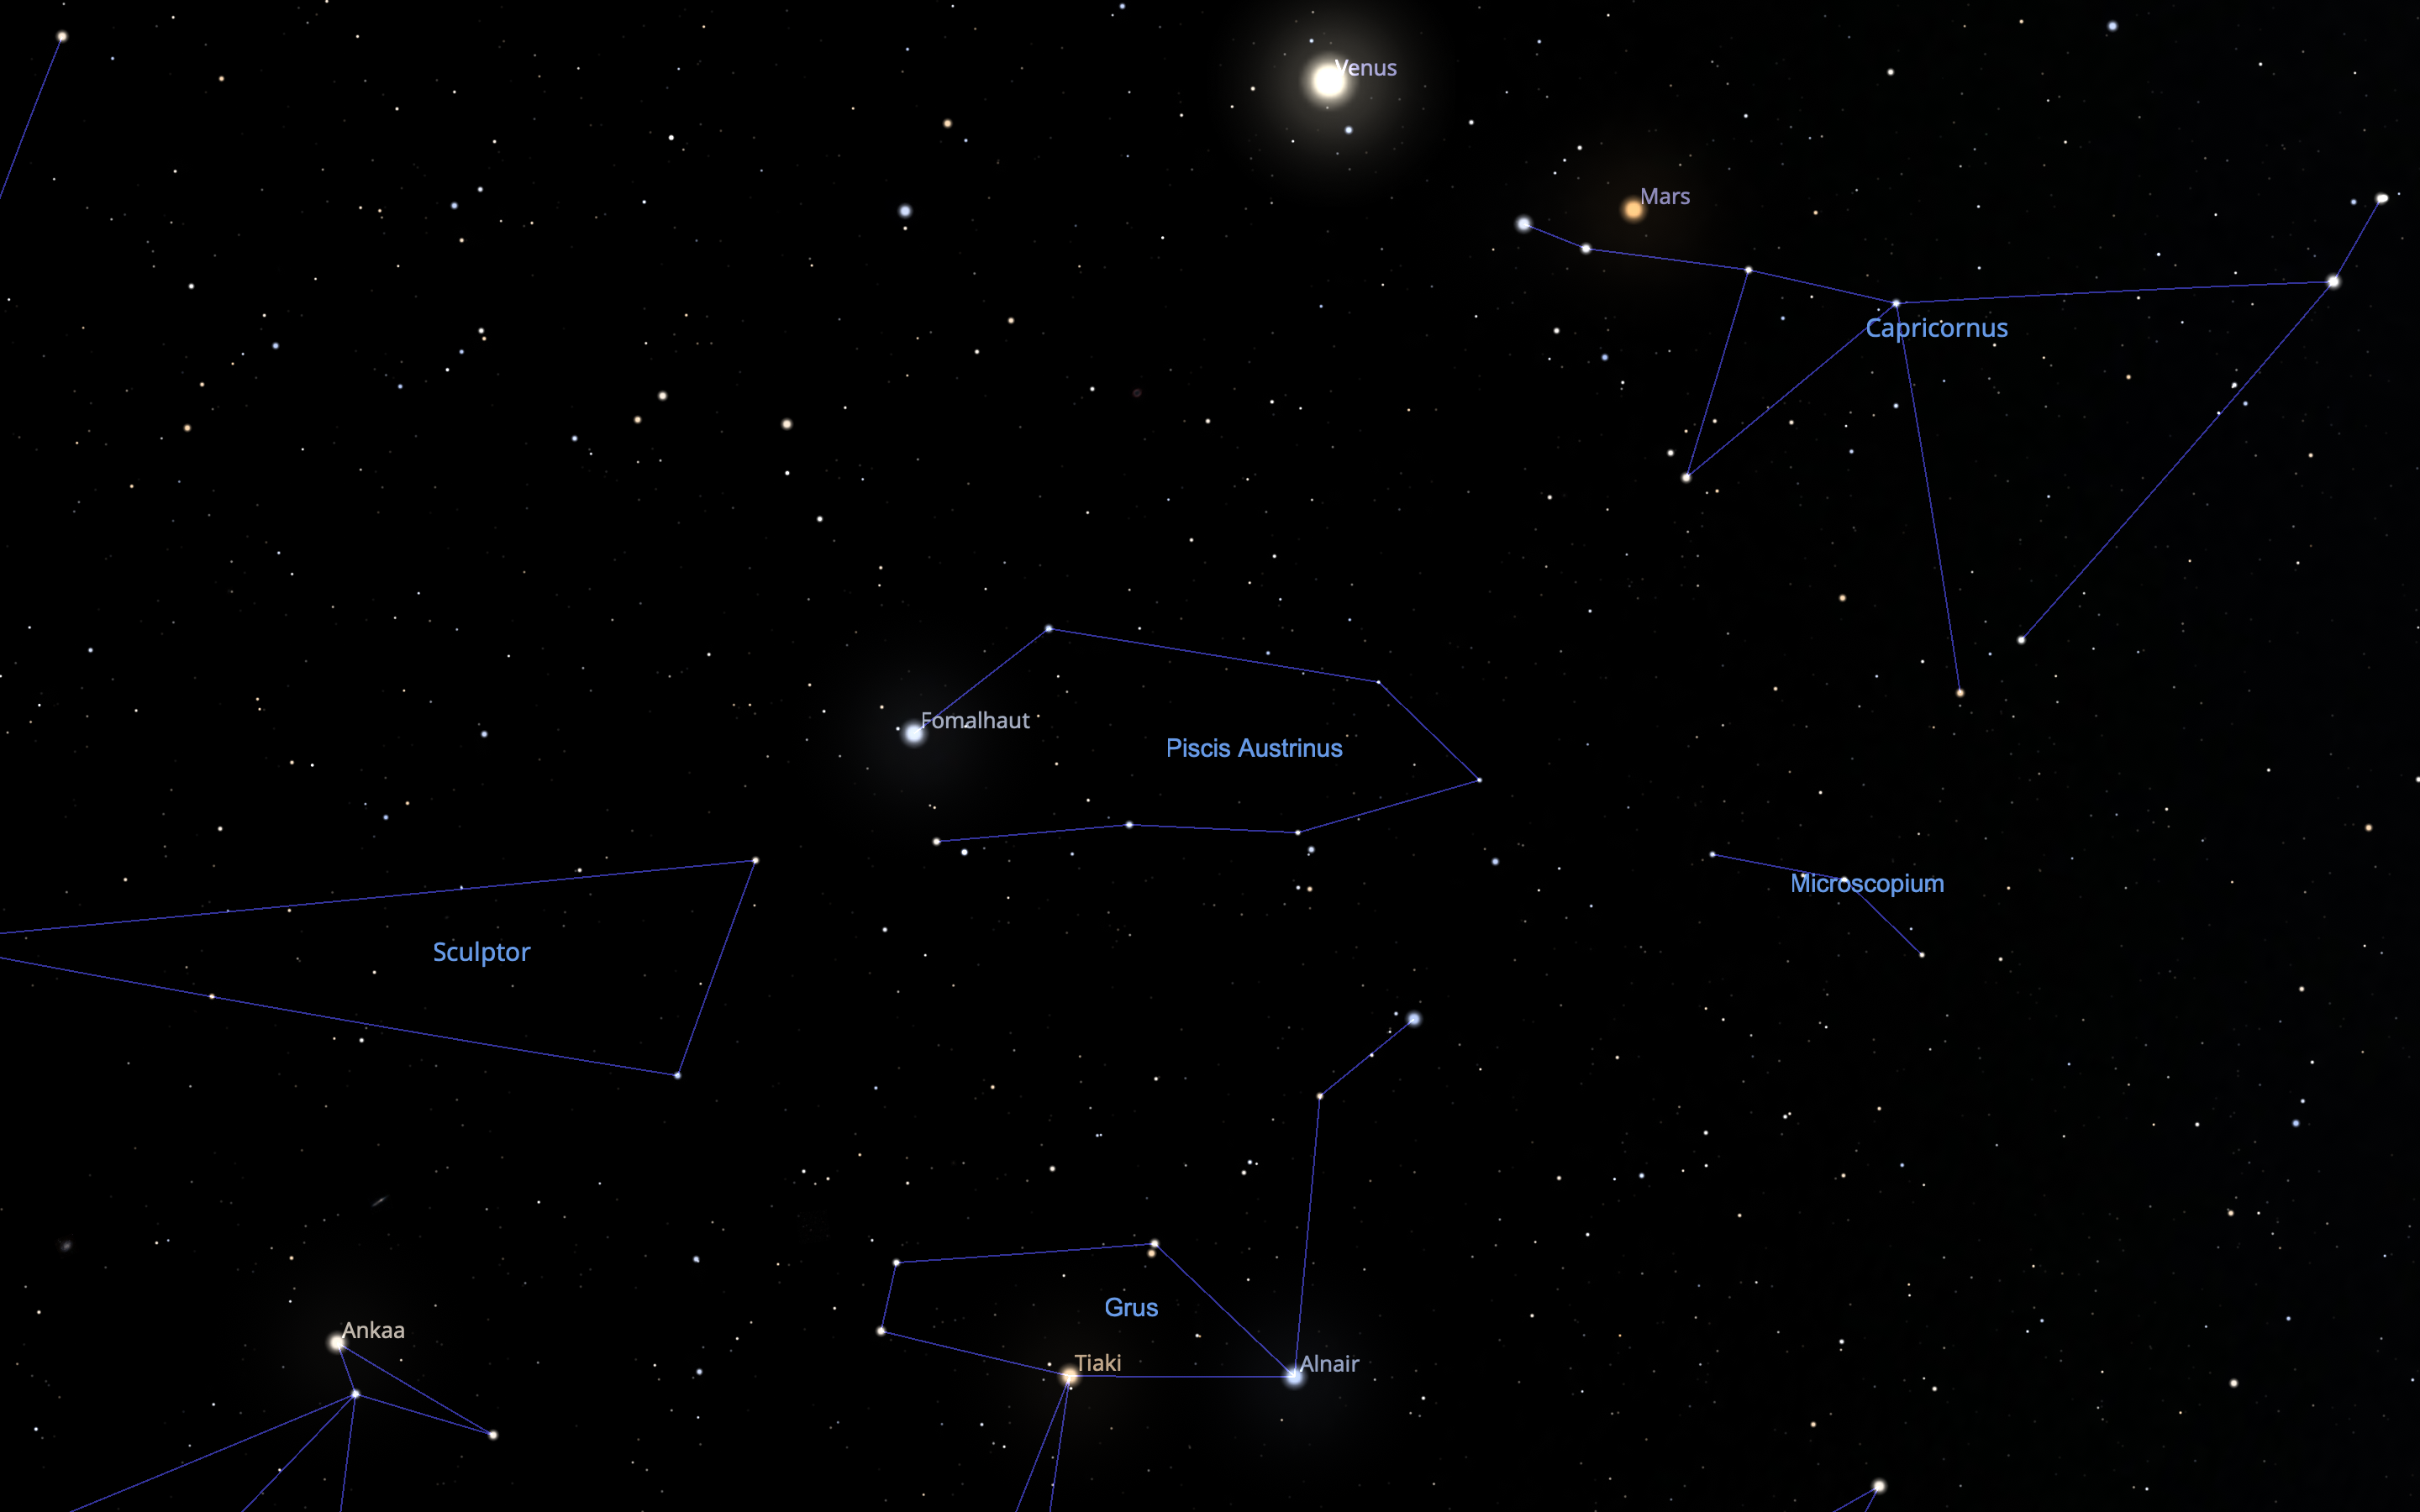 Venus
Mars
Capricornus
Fomalhaut
Piscis Austrinus
Microscopium
Sculptor
Grus
Ankaa
Tiaki
Alnair